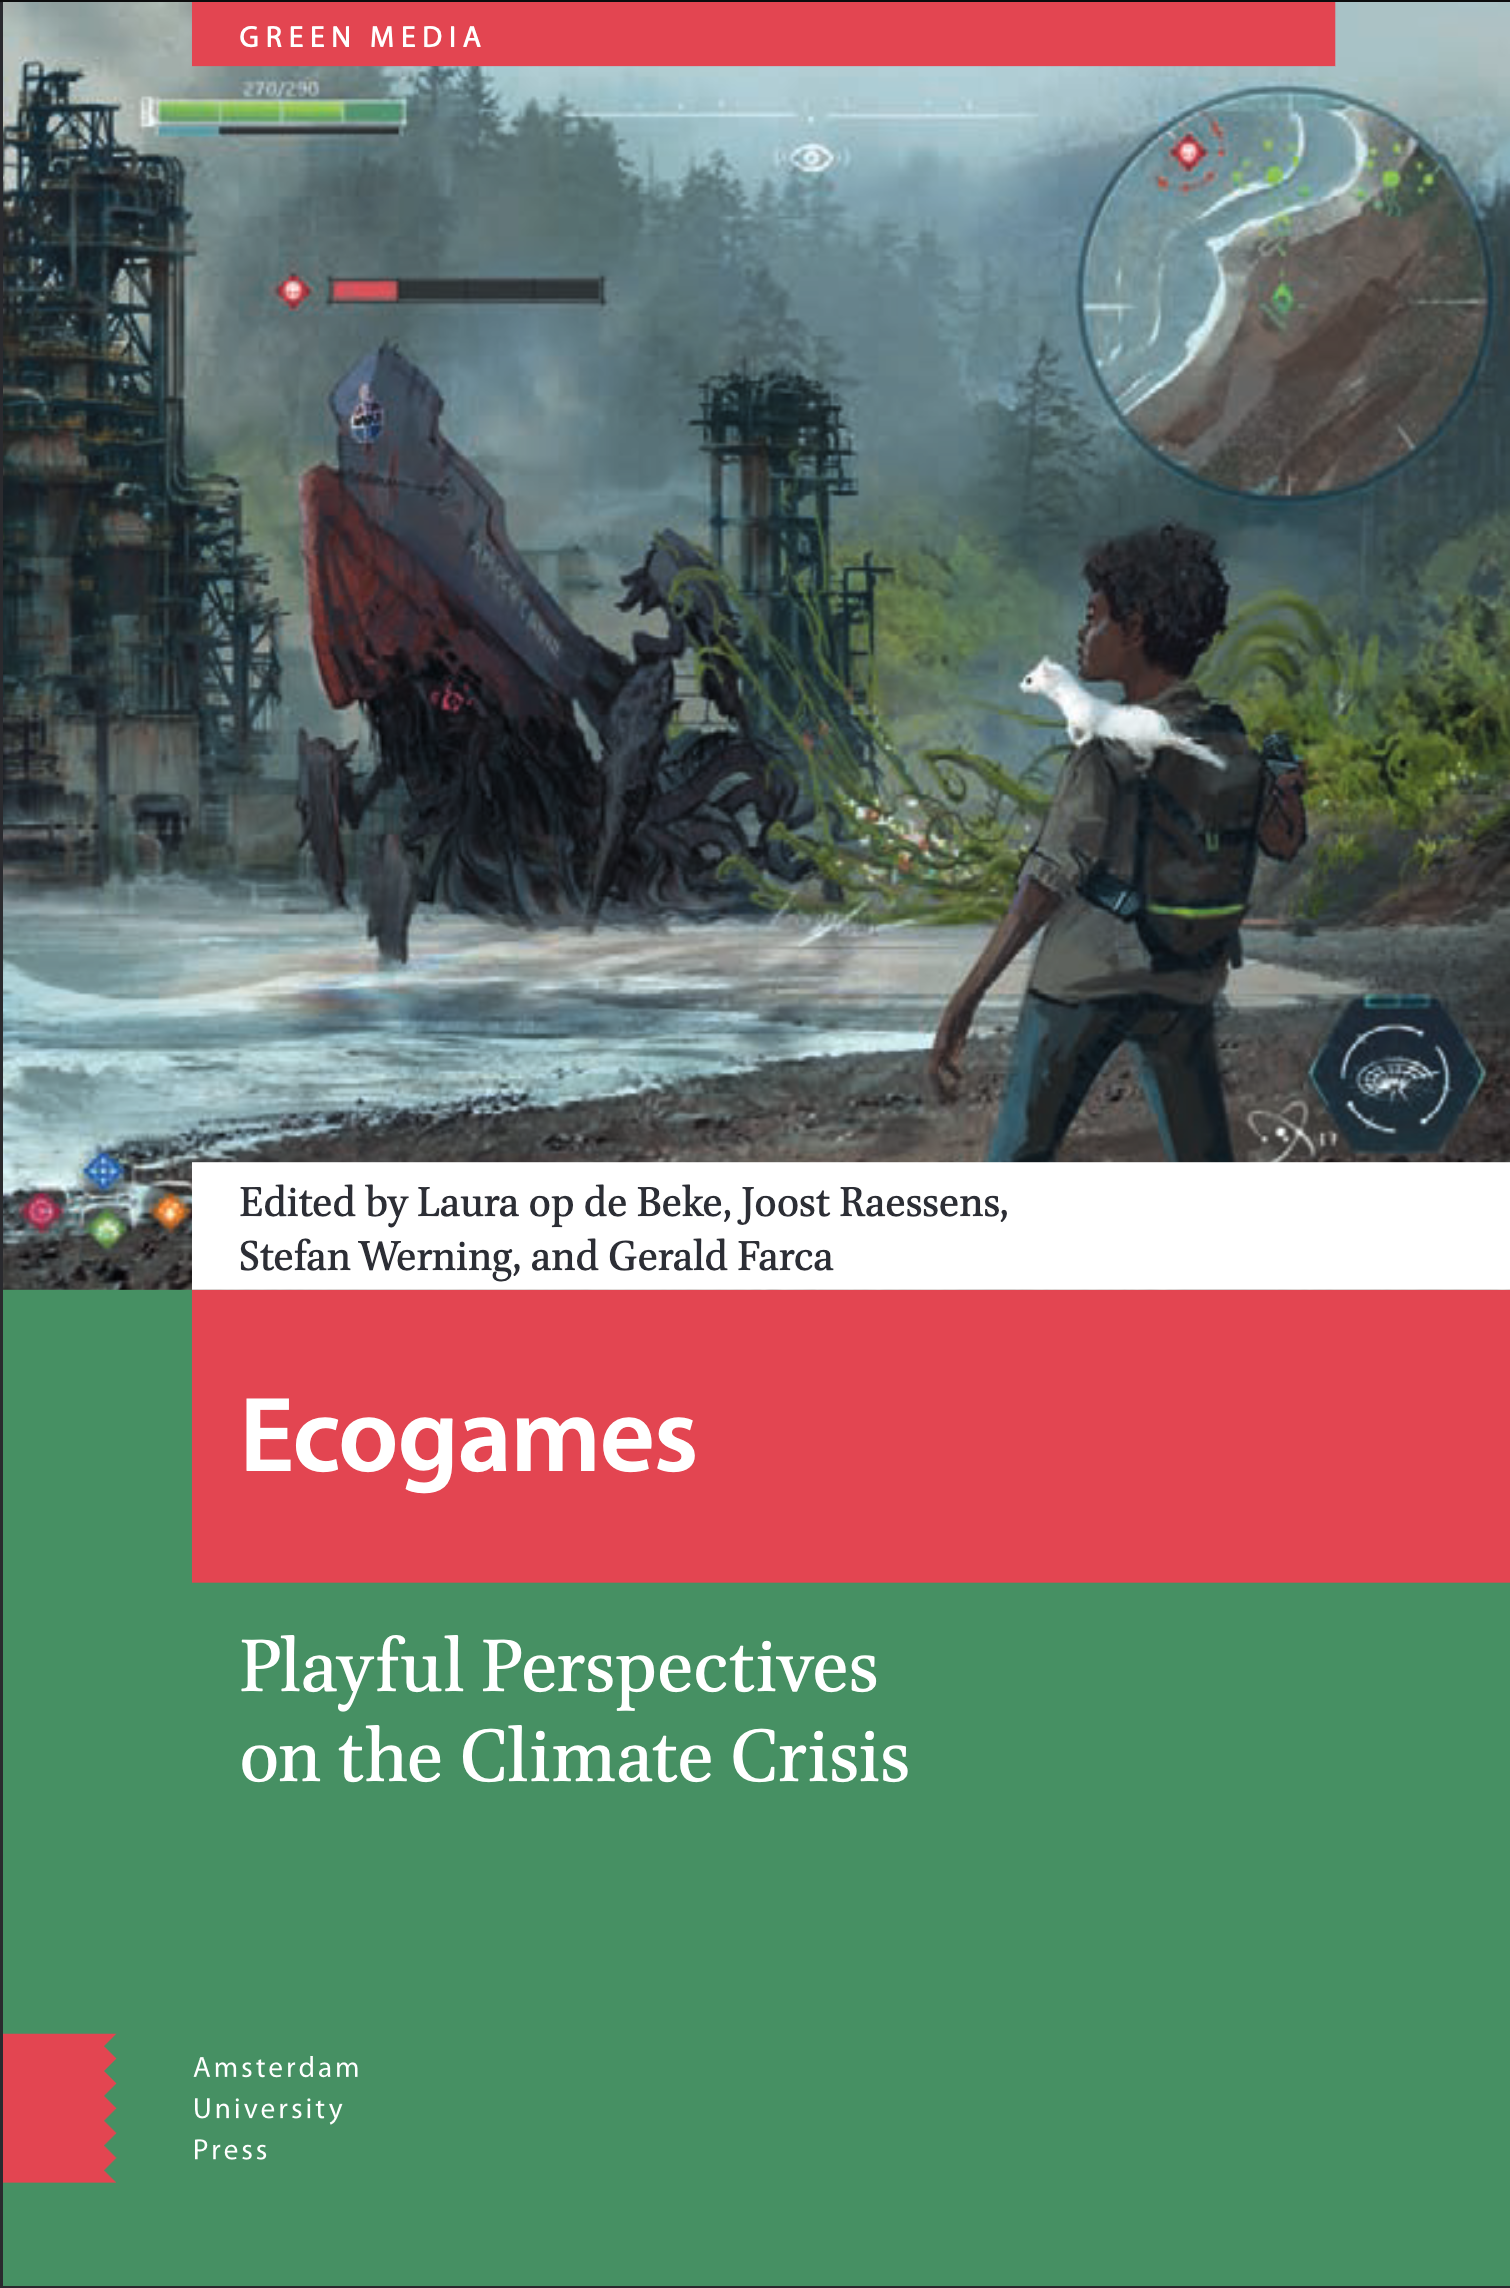 GREEN MEDIA
270/290
17
Edited by Laura op de Beke, Joost Raessens,
Stefan Werning, and Gerald Farca
Ecogames
Playful Perspectives
on the Climate Crisis
Amsterdam
University
Press